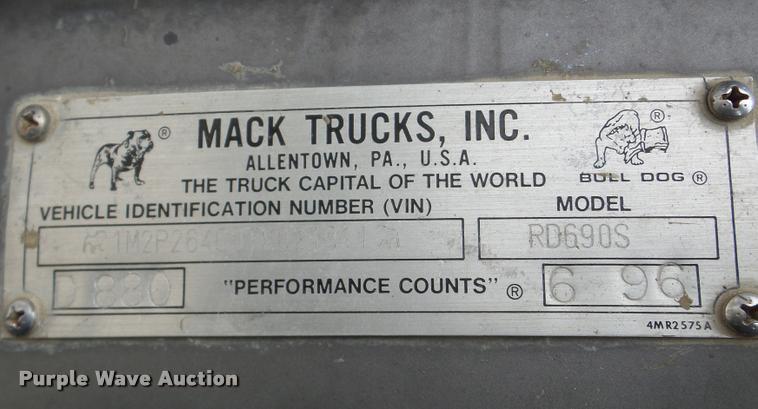 MACK TRUCKS, INC.
ALLENTOWN, PA., U.S.A.
THE TRUCK CAPITAL OF THE WORLD
BULL DOG ®
VEHICLE IDENTIFICATION NUMBER (VIN)
MODEL
RD690S
"PERFORMANCE COUNTS" ®
6 96
4MR2575A
Purple Wave Auction